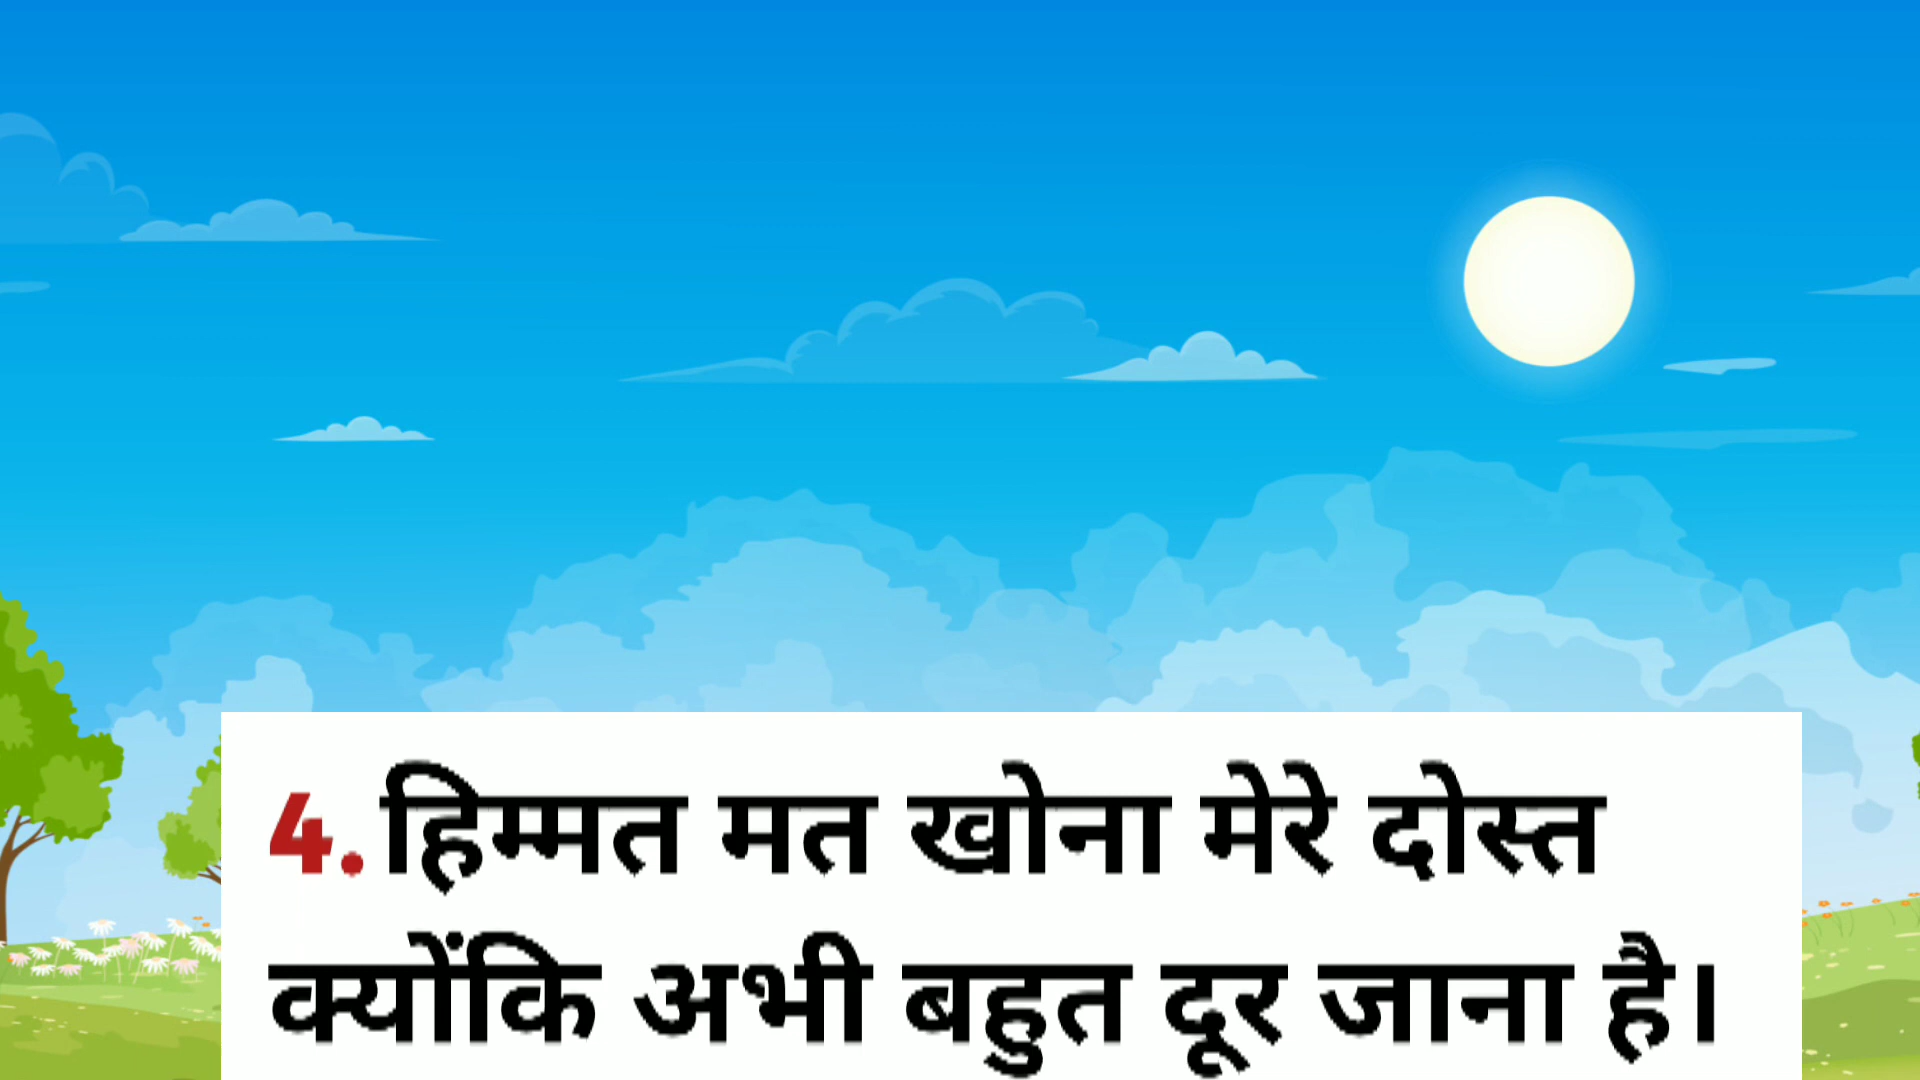 4.हिम्मत मत खोना मेरे दोस्त
क्योंकि अभी बहुत दूर जाना है।